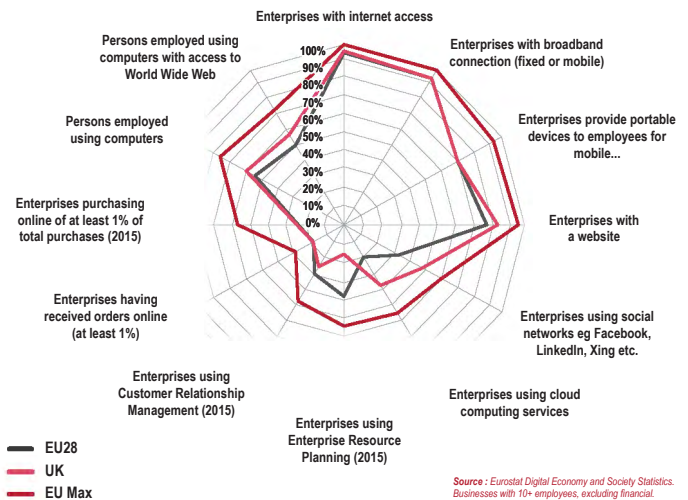 Enterprises with internet access
Enterprises with broadband
connection (fixed or mobile)
Enterprises provide portable
devices to employees for
mobile...
Enterprises with
a website
Enterprises using social
networks eg Facebook,
LinkedIn, Xing etc.
Enterprises using cloud
computing services
Enterprises using
Enterprise Resource
Planning (2015)
Enterprises using
Customer Relationship
Management (2015)
Enterprises having
received orders online
(at least 1%)
Enterprises purchasing
online of at least 1% of
total purchases (2015)
Persons employed
using computers
Persons employed using
computers with access to
World Wide Web
100%
90%
80%
70%
60%
50%
40%
30%
20%
10%
0%
EU28
UK
EU Max
Source : Eurostat Digital Economy and Society Statistics.
Businesses with 10+ employees, excluding financial.